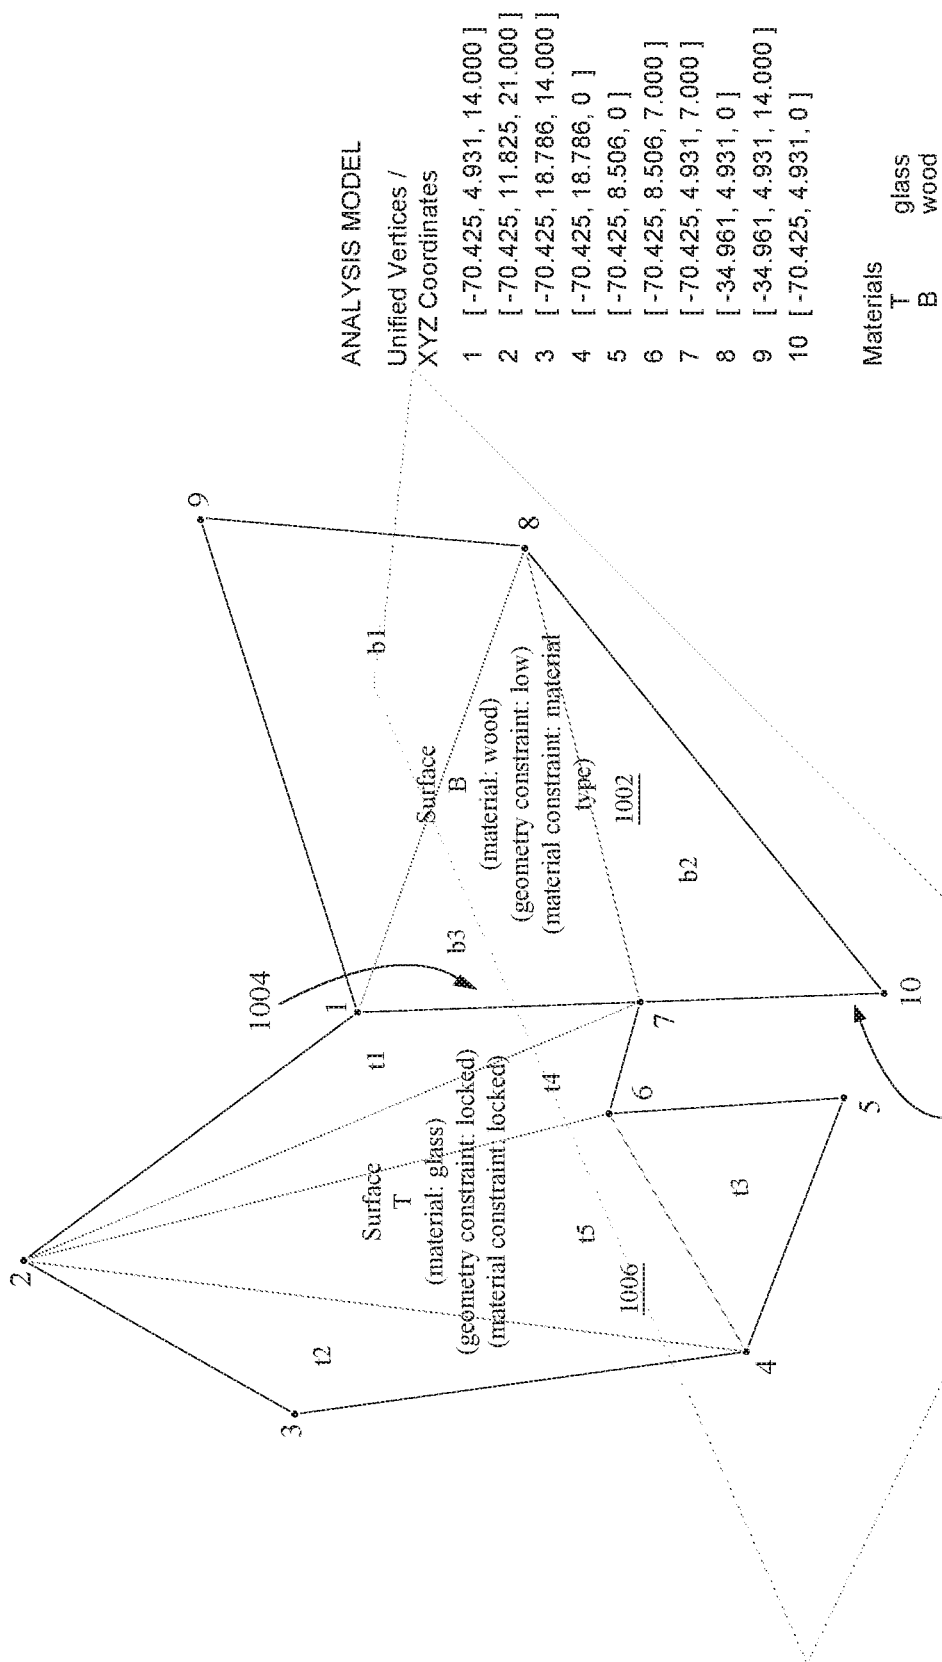 2
9
3
1
1004
t2
t1
b1
Surface
T
(material: glass)
(geometry constraint: locked)
(material constraint: locked)
Surface
B
(material: wood)
(geometry constraint: low)
(material constraint: material
type)
1002
b3
8
t5
t4
1006
6
7
b2
t3
4
5
10
ANALYSIS MODEL
Unified Vertices /
XYZ Coordinates
1 [ -70.425, 4.931, 14.000 ]
2 [ -70.425, 11.825, 21.000 ]
3 [ -70.425, 18.786, 14.000 ]
4 [ -70.425, 18.786, 0 ]
5 [ -70.425, 8.506, 0 ]
6 [ -70.425, 8.506, 7.000 ]
7 [ -70.425, 4.931, 7.000 ]
8 [ -34.961, 4.931, 0 ]
9 [ -34.961, 4.931, 14.000 ]
10 [ -70.425, 4.931, 0 ]
Materials
T glass
B wood